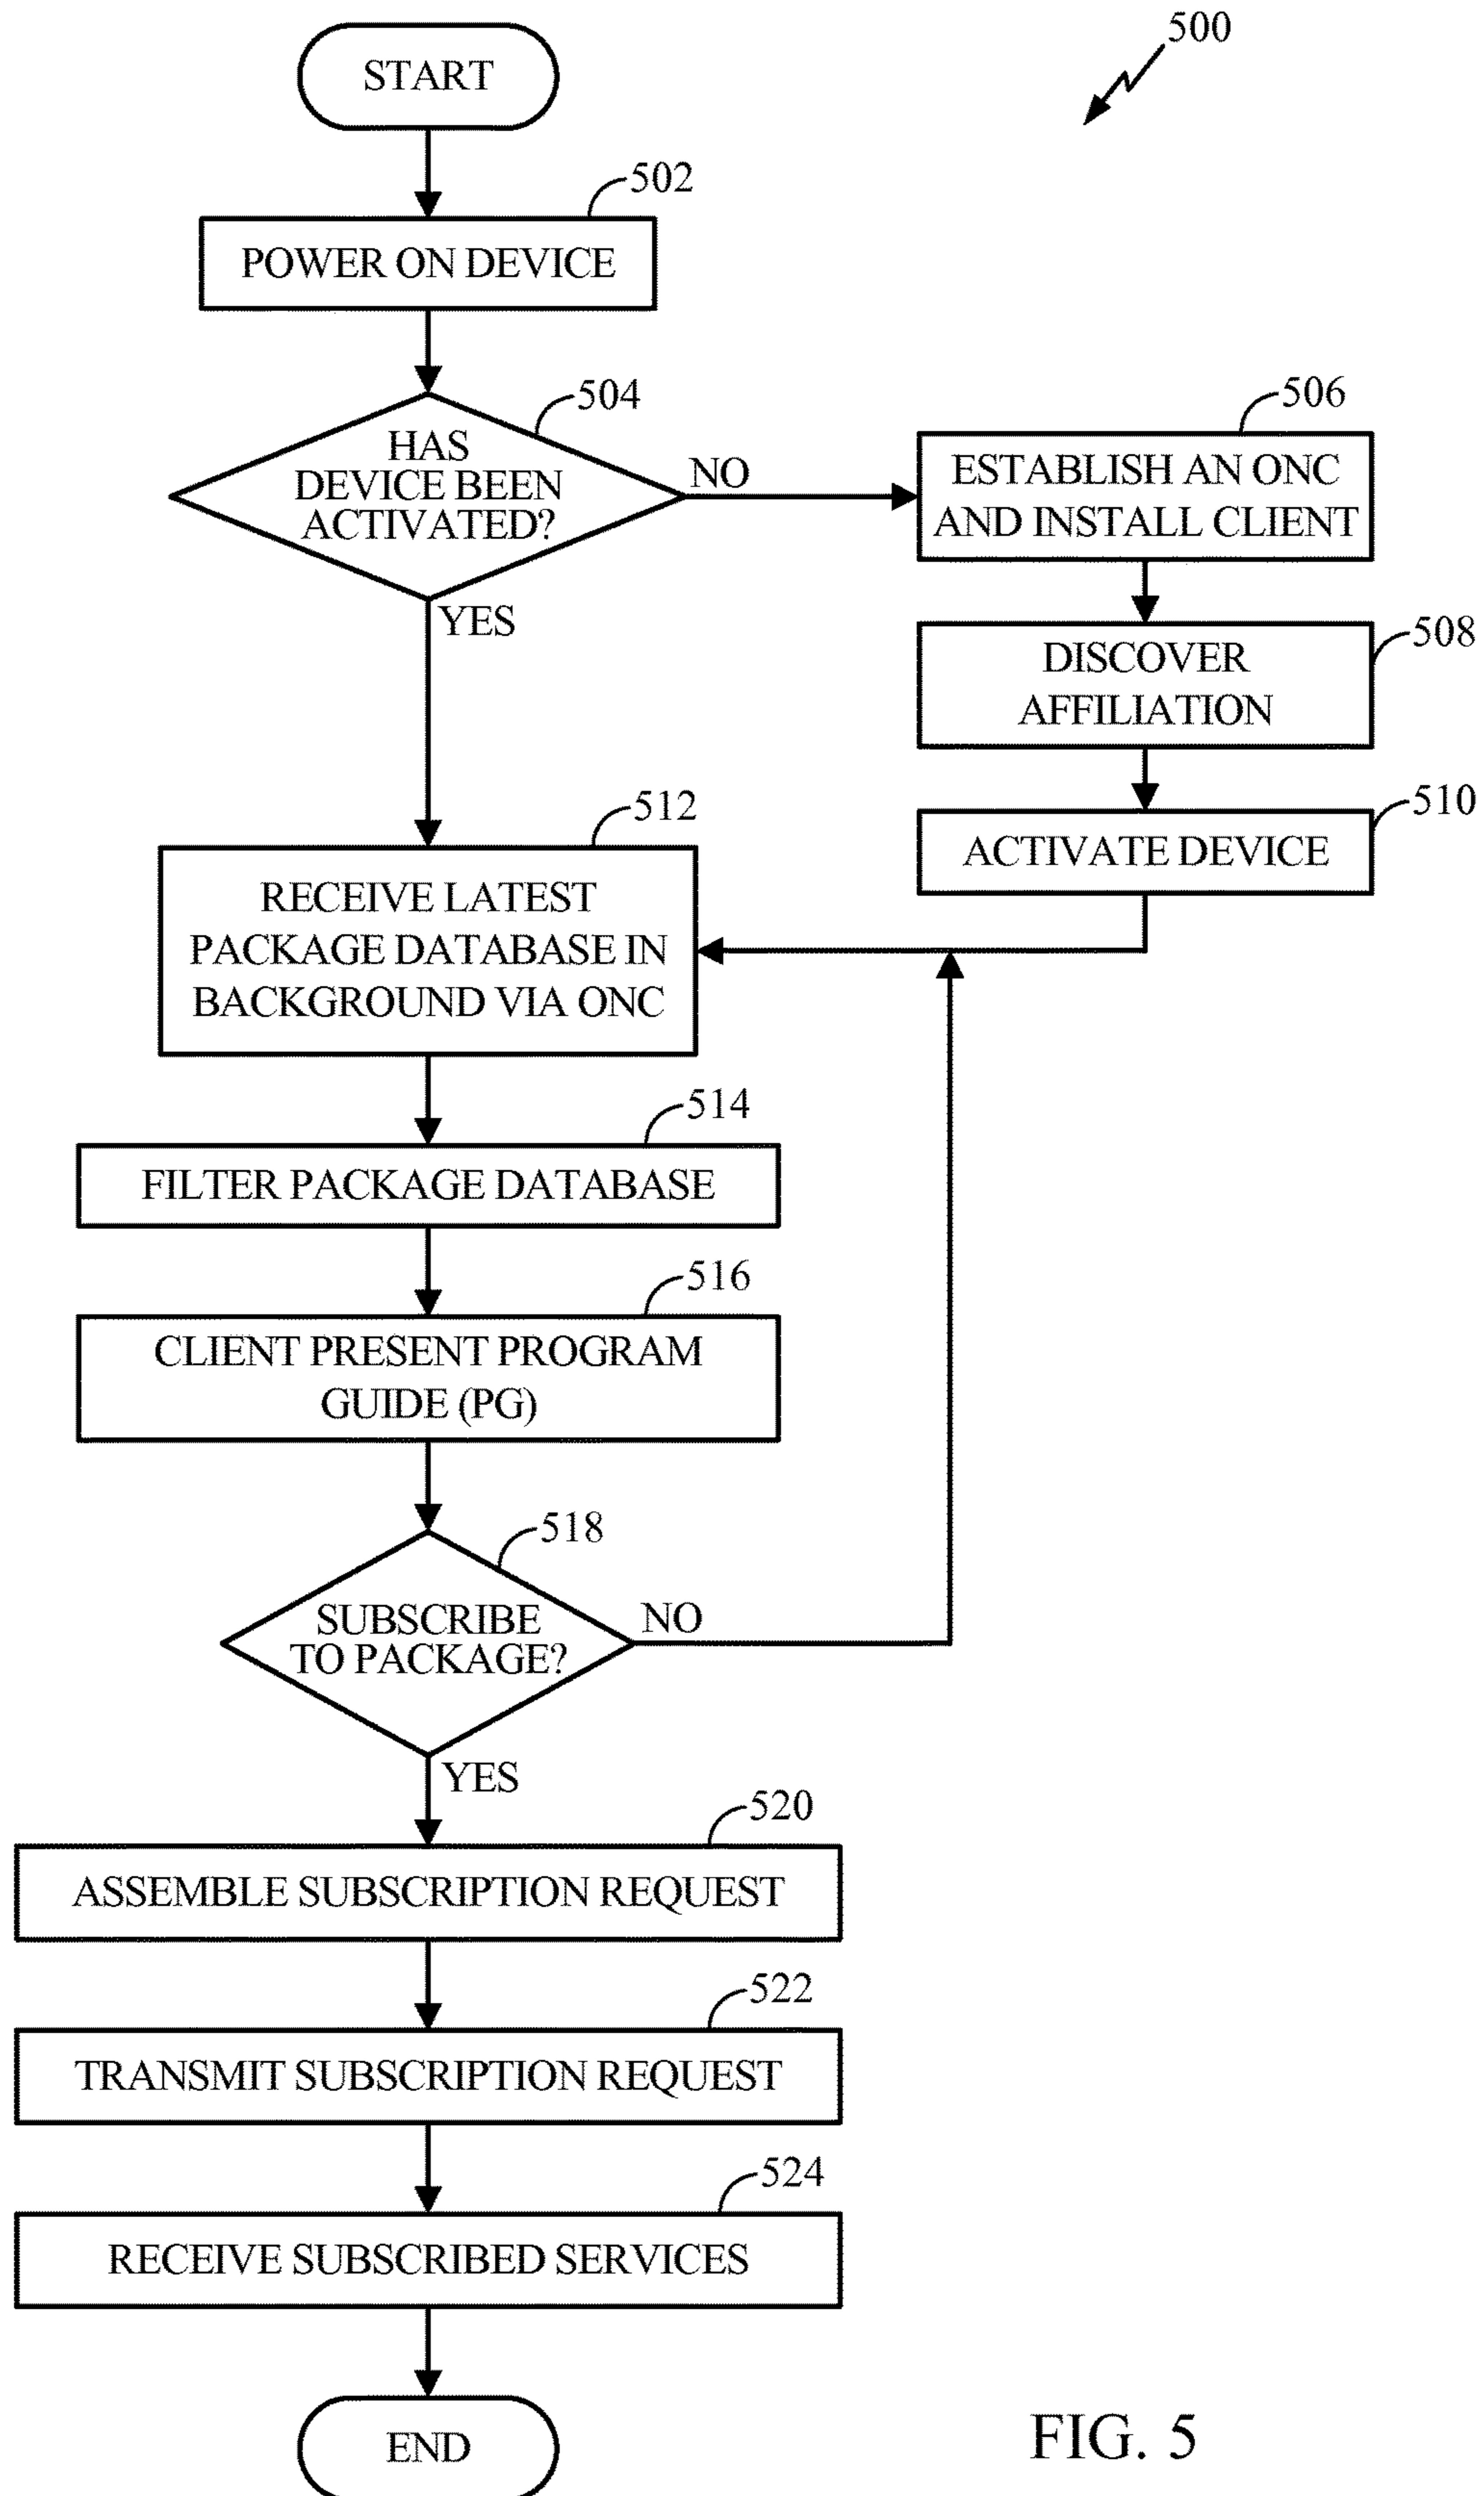 500
START
502
POWER ON DEVICE
504
HAS
DEVICE BEEN
ACTIVATED?
NO
YES
506
ESTABLISH AN ONC
AND INSTALL CLIENT
508
DISCOVER
AFFILIATION
510
ACTIVATE DEVICE
512
RECEIVE LATEST
PACKAGE DATABASE IN
BACKGROUND VIA ONC
514
FILTER PACKAGE DATABASE
516
CLIENT PRESENT PROGRAM
GUIDE (PG)
518
SUBSCRIBE
TO PACKAGE?
NO
YES
520
ASSEMBLE SUBSCRIPTION REQUEST
522
TRANSMIT SUBSCRIPTION REQUEST
524
RECEIVE SUBSCRIBED SERVICES
END
FIG. 5